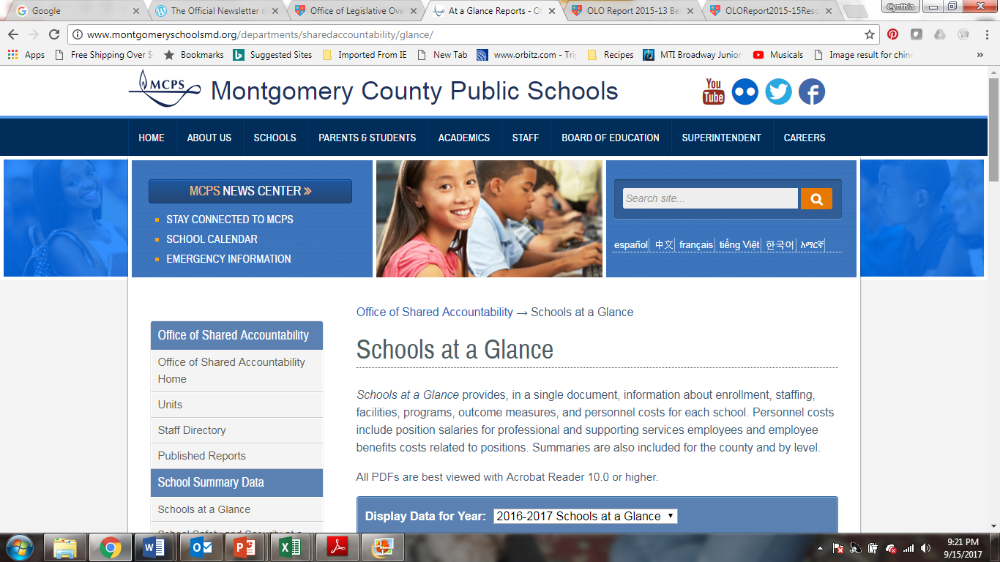 Google
The Official Newsletter o
Office of Legislative Ove
At a Glance Reports - Of
OLO Report 2015-13 Be
OLOReport2015-15Resc
Cynthia
www.montgomeryschoolsmd.org/departments/sharedaccountability/glance/
Apps
Free Shipping Over $
Bookmarks
Suggested Sites
Imported From IE
New Tab
www.orbitz.com - Trip
Recipes
MTI Broadway Junior
Musicals
Image result for chine
»
MCPS
Montgomery County Public Schools
You
Tube
HOME
ABOUT US
SCHOOLS
PARENTS & STUDENTS
ACADEMICS
STAFF
BOARD OF EDUCATION
SUPERINTENDENT
CAREERS
MCPS NEWS CENTER »
STAY CONNECTED TO MCPS
SCHOOL CALENDAR
EMERGENCY INFORMATION
Search site...
español 中文 français tiếng Việt 한국어 አማርኛ
Office of Shared Accountability → Schools at a Glance
Office of Shared Accountability
Office of Shared Accountability
Home
Units
Staff Directory
Published Reports
School Summary Data
Schools at a Glance
School Safety and Security at a
Schools at a Glance
Schools at a Glance provides, in a single document, information about enrollment, staffing,
facilities, programs, outcome measures, and personnel costs for each school. Personnel costs
include position salaries for professional and supporting services employees and employee
benefits costs related to positions. Summaries are also included for the county and by level.
All PDFs are best viewed with Acrobat Reader 10.0 or higher.
Display Data for Year: 2016-2017 Schools at a Glance
9:21 PM
9/15/2017